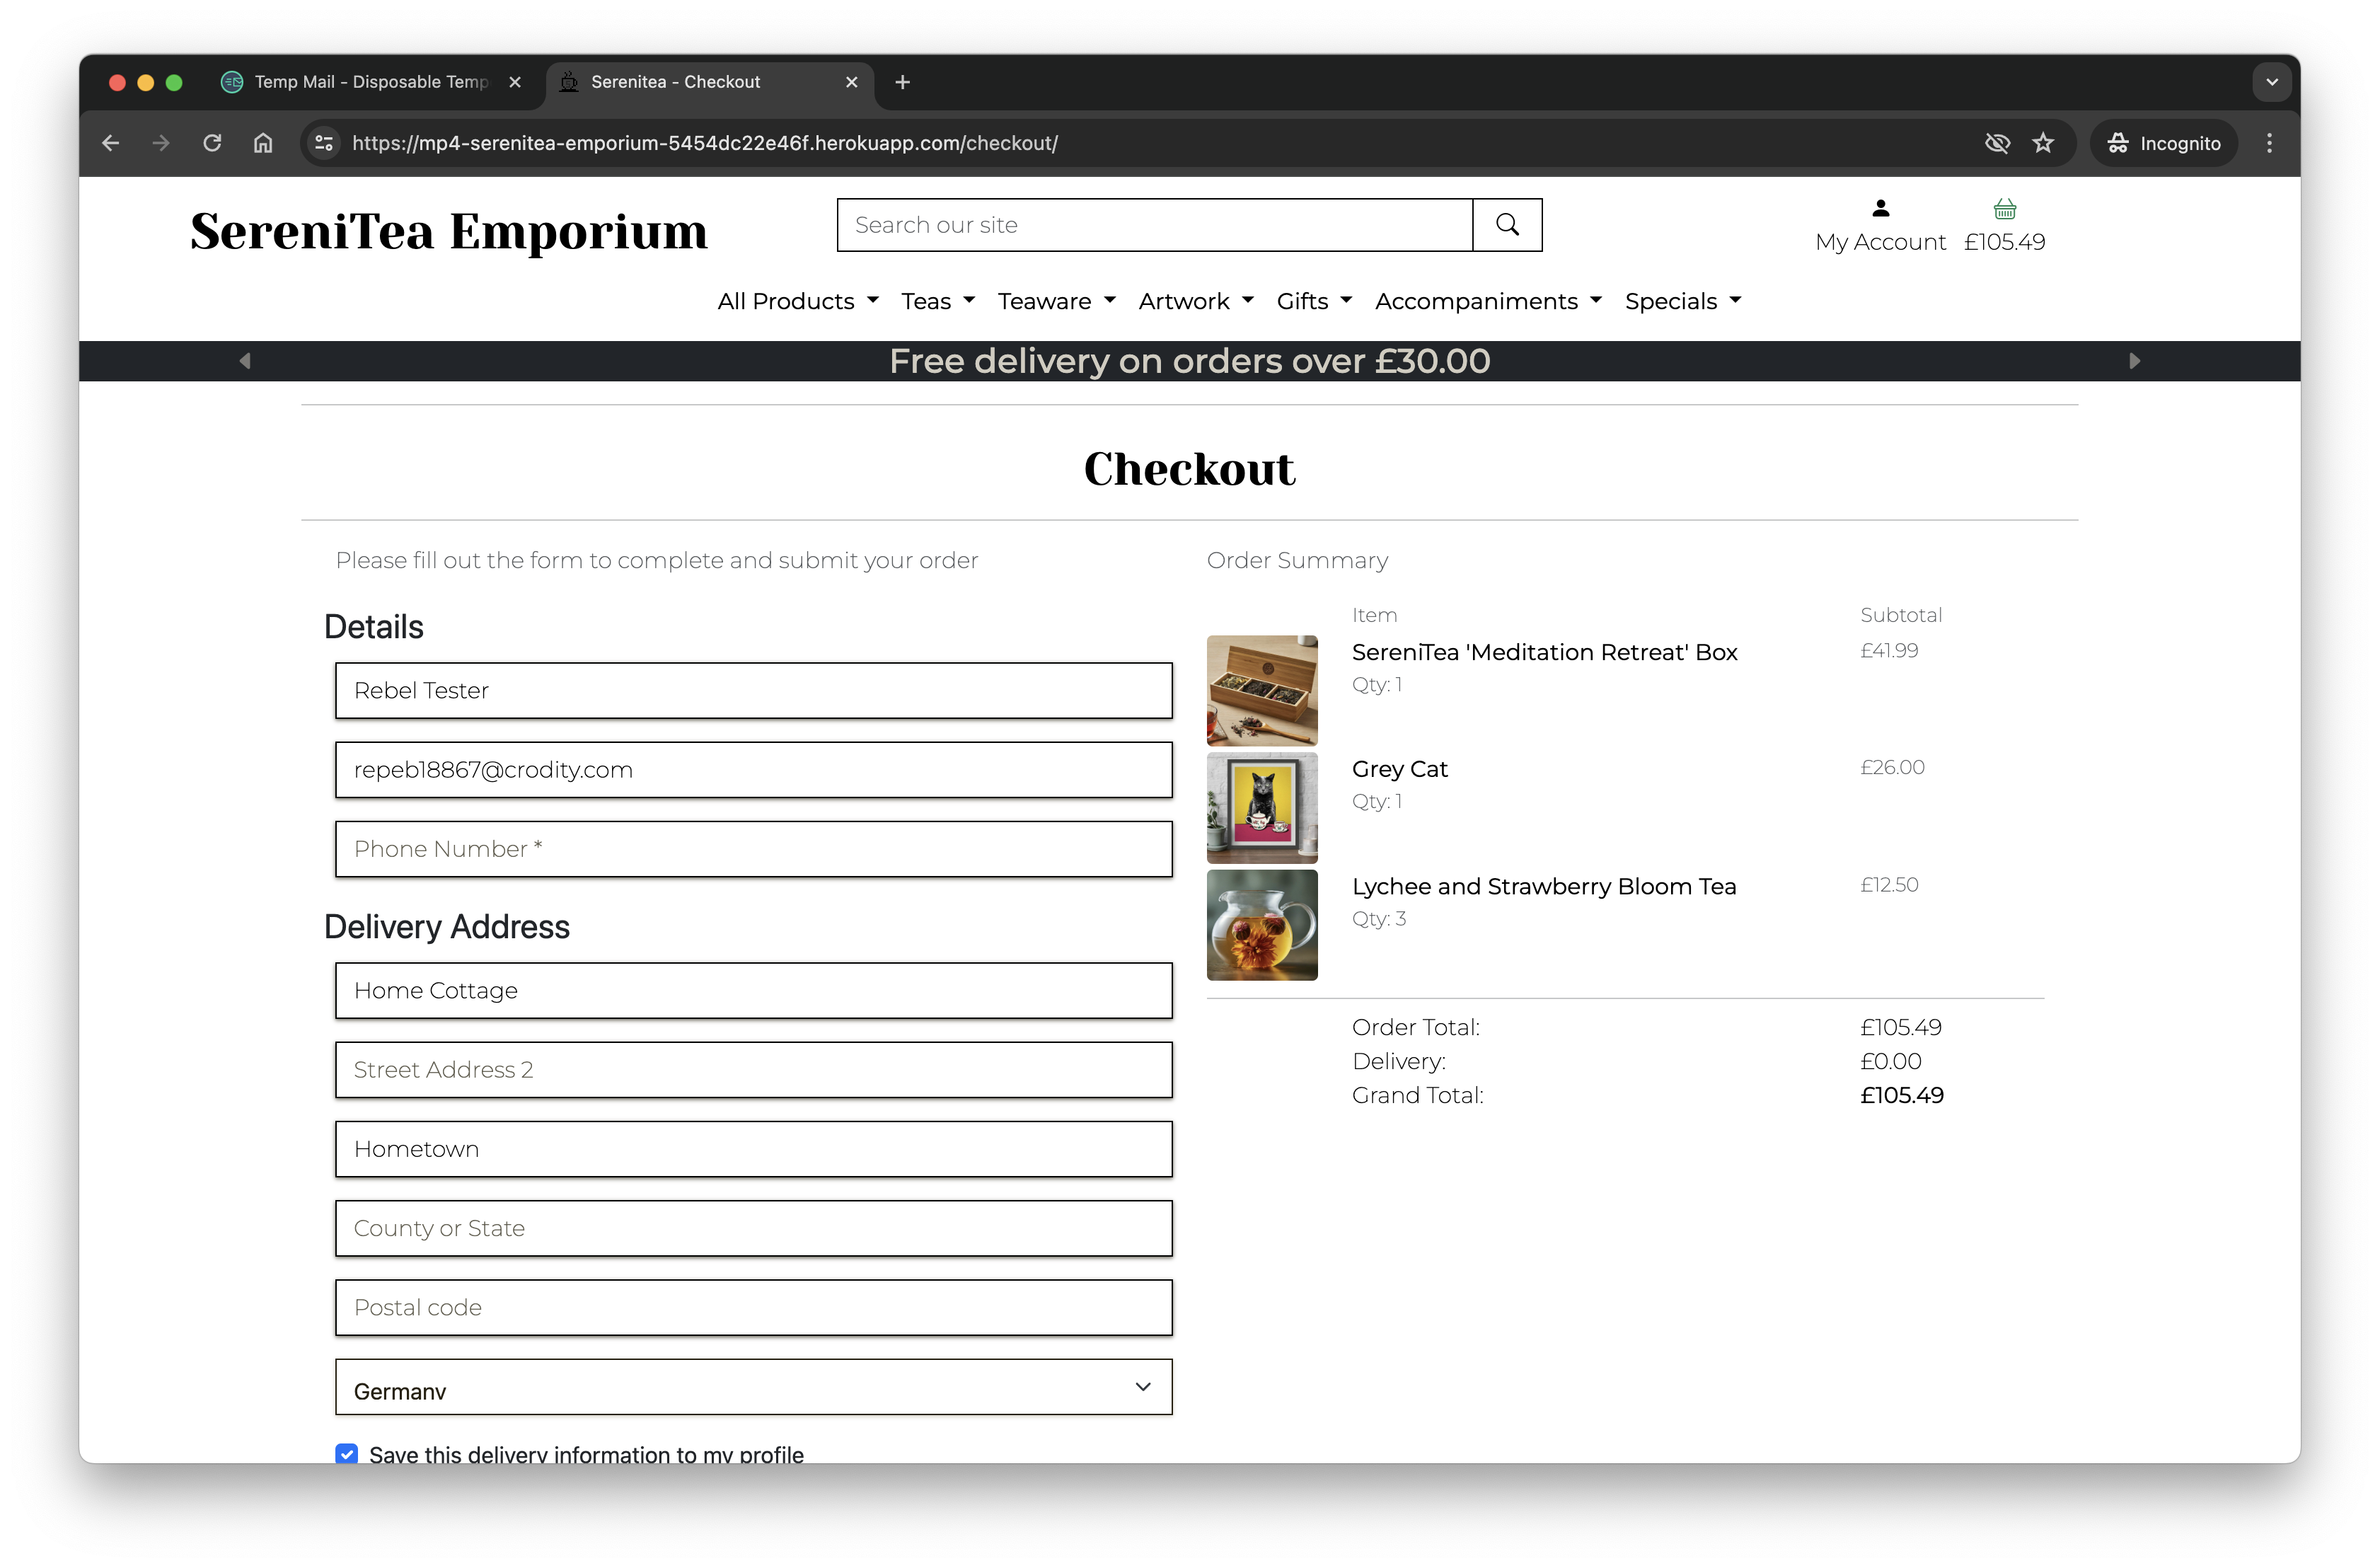 Temp Mail - Disposable Temp
Serenitea - Checkout
https://mp4-serenitea-emporium-5454dc22e46f.herokuapp.com/checkout/
Incognito
SereniTea Emporium
Search our site
My Account
£105.49
All Products
Teas
Teaware
Artwork
Gifts
Accompaniments
Specials
Free delivery on orders over £30.00
Checkout
Please fill out the form to complete and submit your order
Details
Rebel Tester
repeb18867@crodity.com
Phone Number *
Delivery Address
Home Cottage
Street Address 2
Hometown
County or State
Postal code
Germany
Save this delivery information to my profile
Order Summary
Item Subtotal
SereniTea 'Meditation Retreat' Box £41.99
Qty: 1
Grey Cat £26.00
Qty: 1
Lychee and Strawberry Bloom Tea £12.50
Qty: 3
Order Total: £105.49
Delivery: £0.00
Grand Total: £105.49